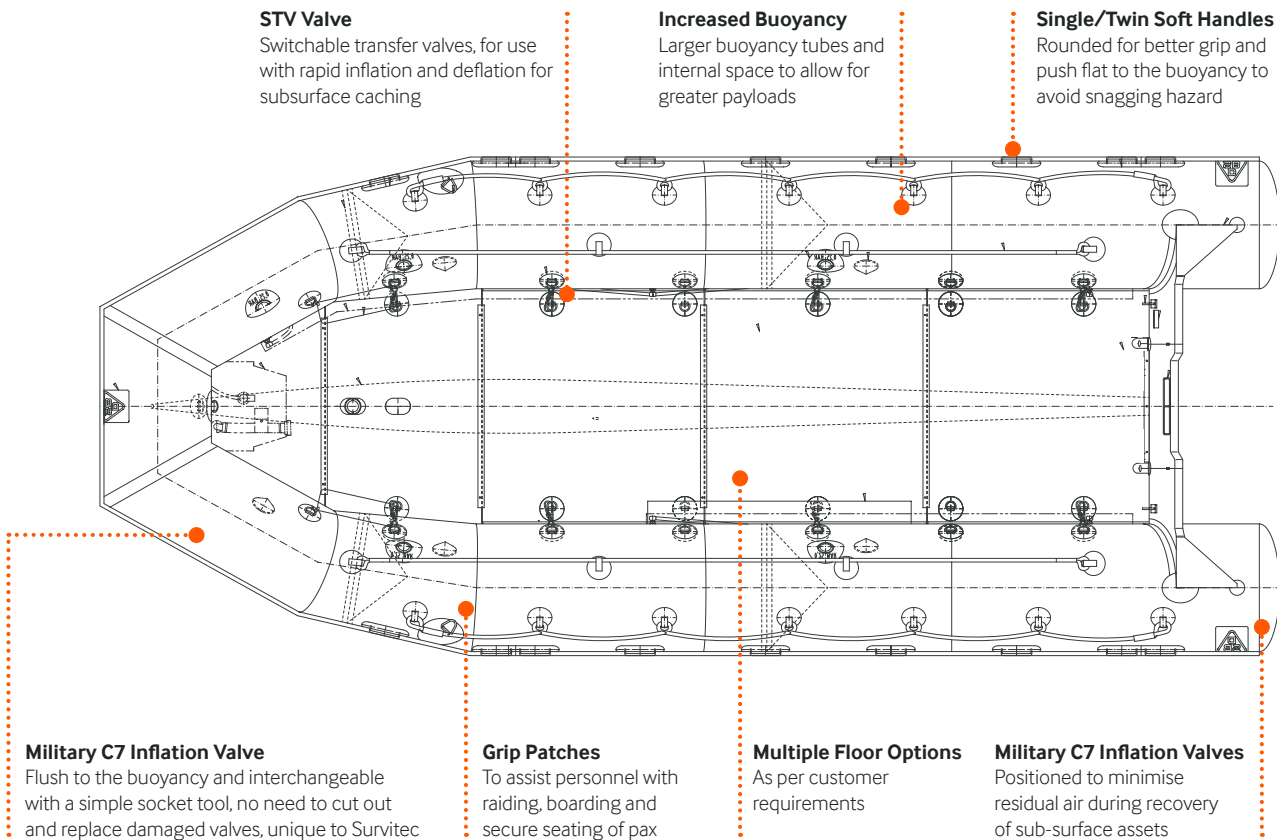 STV Valve
Switchable transfer valves, for use
with rapid inflation and deflation for
subsurface caching
Increased Buoyancy
Larger buoyancy tubes and
internal space to allow for
greater payloads
Single/Twin Soft Handles
Rounded for better grip and
push flat to the buoyancy to
avoid snagging hazard
Military C7 Inflation Valve
Flush to the buoyancy and interchangeable
with a simple socket tool, no need to cut out
and replace damaged valves, unique to Survitec
Grip Patches
To assist personnel with
raiding, boarding and
secure seating of pax
Multiple Floor Options
As per customer
requirements
Military C7 Inflation Valves
Positioned to minimise
residual air during recovery
of sub-surface assets